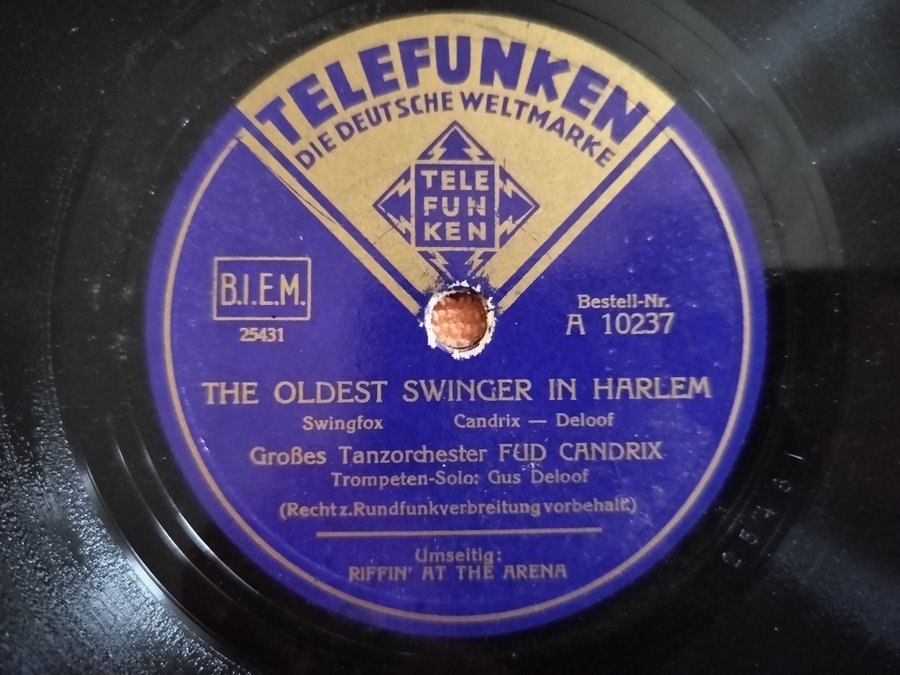 TELEFUNKEN
DIE DEUTSCHE WELTMARKE
TELE
FUN
KEN
B.I.E.M.
25431
Bestell-Nr.
A 10237
THE OLDEST SWINGER IN HARLEM
Swingfox Candrix — Deloof
Großes Tanzorchester FUD CANDRIX
Trompeten-Solo: Gus Deloof
(Recht z. Rundfunkverbreitung vorbehalt.)
Umseitig:
RIFFIN' AT THE ARENA